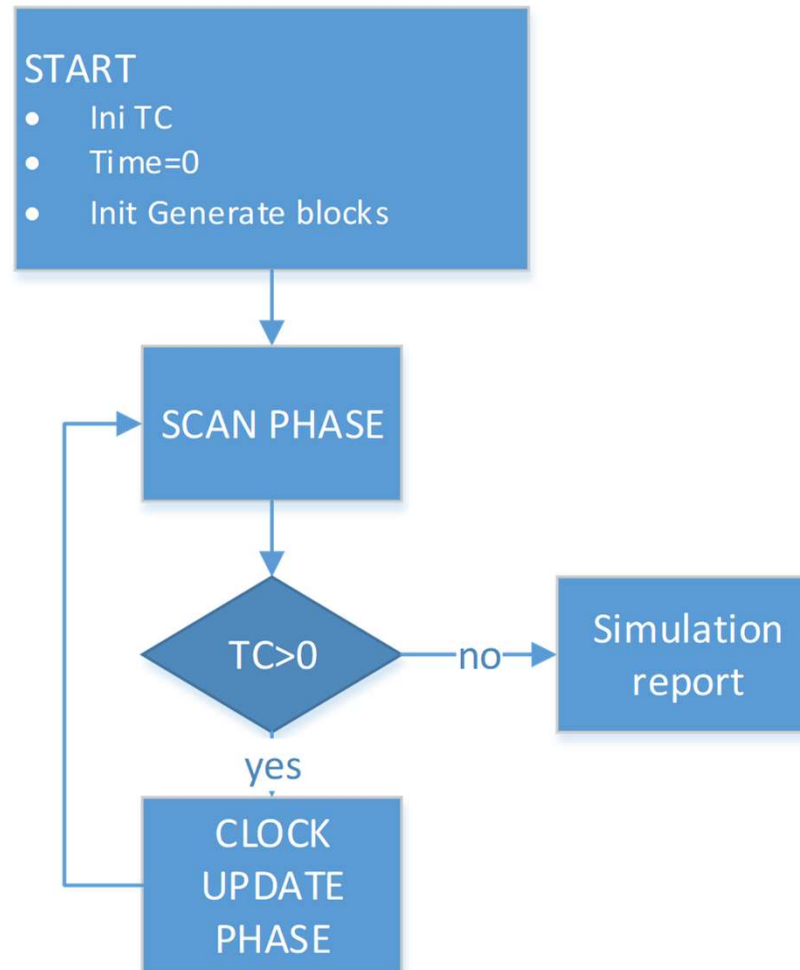 START
• Ini TC
• Time=0
• Init Generate blocks
SCAN PHASE
TC>0
no
Simulation
report
yes
CLOCK
UPDATE
PHASE